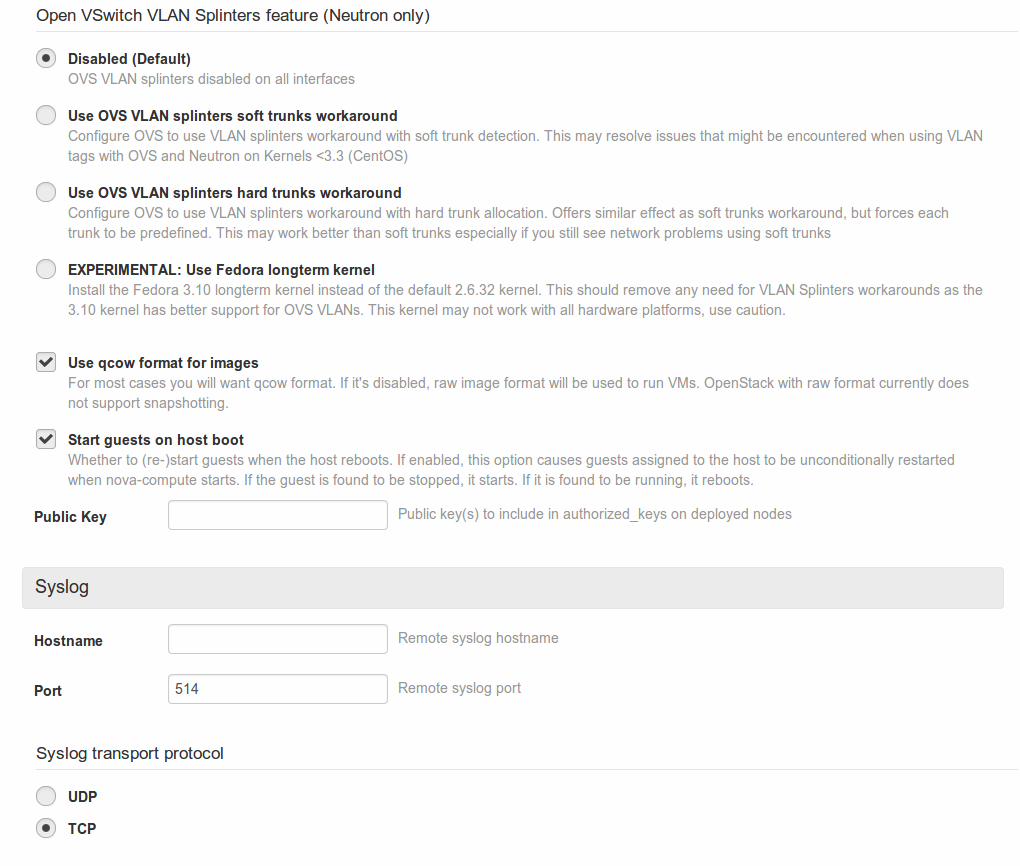 Open VSwitch VLAN Splinters feature (Neutron only)
Disabled (Default)
OVS VLAN splinters disabled on all interfaces
Use OVS VLAN splinters soft trunks workaround
Configure OVS to use VLAN splinters workaround with soft trunk detection. This may resolve issues that might be encountered when using VLAN
tags with OVS and Neutron on Kernels <3.3 (CentOS)
Use OVS VLAN splinters hard trunks workaround
Configure OVS to use VLAN splinters workaround with hard trunk allocation. Offers similar effect as soft trunks workaround, but forces each
trunk to be predefined. This may work better than soft trunks especially if you still see network problems using soft trunks
EXPERIMENTAL: Use Fedora longterm kernel
Install the Fedora 3.10 longterm kernel instead of the default 2.6.32 kernel. This should remove any need for VLAN Splinters workarounds as the
3.10 kernel has better support for OVS VLANs. This kernel may not work with all hardware platforms, use caution.
Use qcow format for images
For most cases you will want qcow format. If it's disabled, raw image format will be used to run VMs. OpenStack with raw format currently does
not support snapshotting.
Start guests on host boot
Whether to (re-)start guests when the host reboots. If enabled, this option causes guests assigned to the host to be unconditionally restarted
when nova-compute starts. If the guest is found to be stopped, it starts. If it is found to be running, it reboots.
Public Key Public key(s) to include in authorized_keys on deployed nodes
Syslog
Hostname Remote syslog hostname
Port 514 Remote syslog port
Syslog transport protocol
UDP
TCP